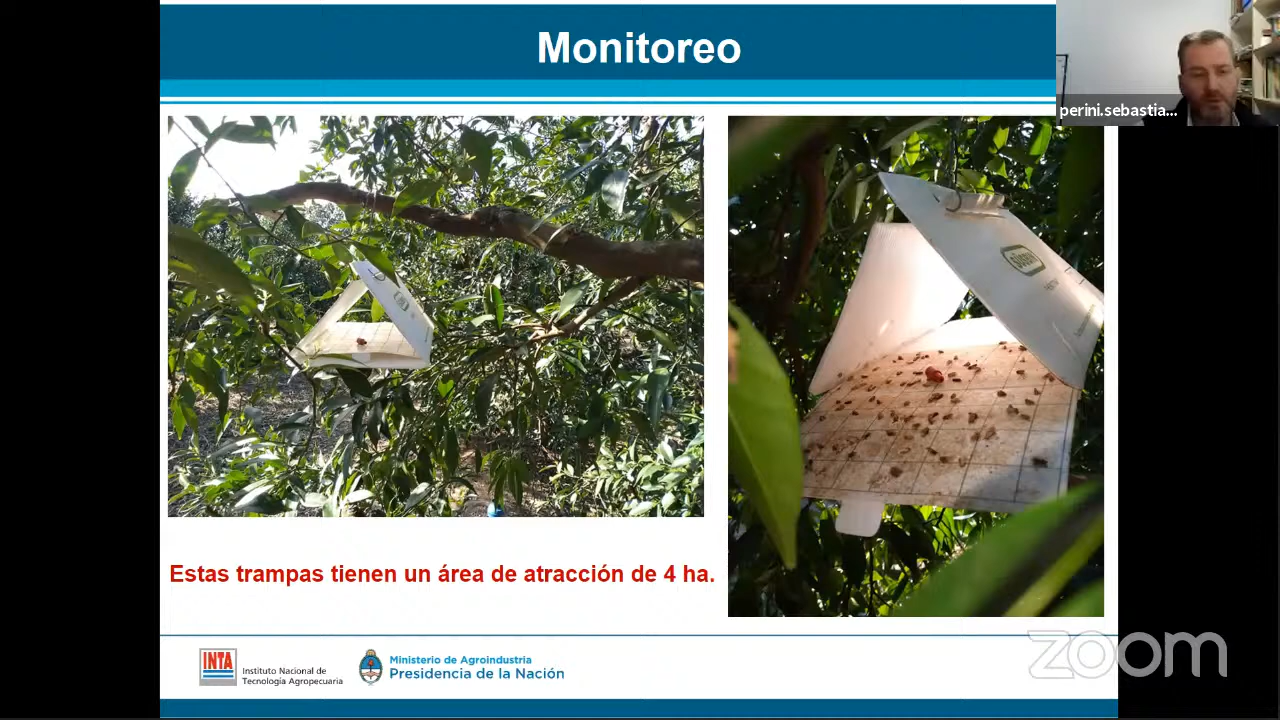 Monitoreo
perini.sebastia...
Estas trampas tienen un área de atracción de 4 ha.
INTA
Instituto Nacional de
Tecnología Agropecuaria
Ministerio de Agroindustria
Presidencia de la Nación
zoom